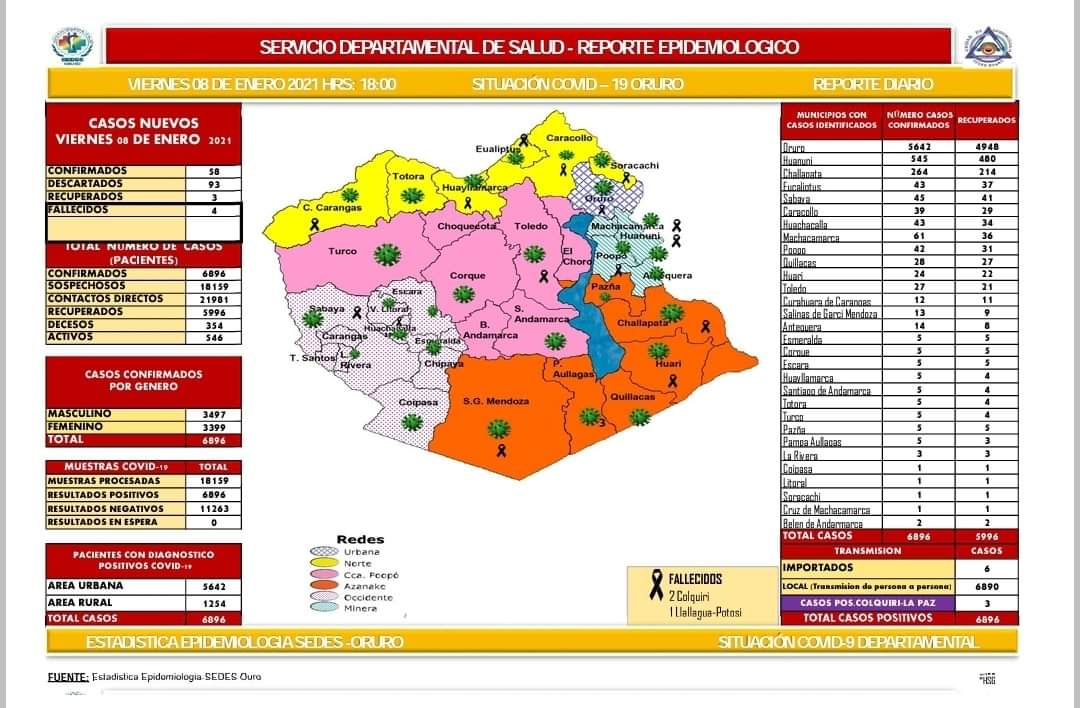 SERVICIO DEPARTAMENTAL DE SALUD - REPORTE EPIDEMIOLOGICO
VIERNES 08 DE ENERO 2021 HRS: 18:00 SITUACIÓN COVID – 19 ORURO REPORTE DIARIO
CASOS NUEVOS
VIERNES 08 DE ENERO 2021
CONFIRMADOS 58
DESCARTADOS 93
RECUPERADOS 3
FALLECIDOS 4
TOTAL NÚMERO DE CASOS
(PACIENTES)
CONFIRMADOS 6896
SOSPECHOSOS 18159
CONTACTOS DIRECTOS 21981
RECUPERADOS 5996
DECESOS 354
ACTIVOS 546
CASOS CONFIRMADOS
POR GENERO
MASCULINO 3497
FEMENINO 3399
TOTAL 6896
MUESTRAS COVID-19 TOTAL
MUESTRAS PROCESADAS 18159
RESULTADOS POSITIVOS 6896
RESULTADOS NEGATIVOS 11263
RESULTADOS EN ESPERA 0
PACIENTES CON DIAGNOSTICO
POSITIVOS COVID-19
AREA URBANA 5642
AREA RURAL 1254
TOTAL CASOS 6896
Caracollo
Eualiptus
Soracachi
Totora
Huayllamarca
C. Carangas
Oruro
Choquecota
Toledo
Machacamarca
Huanuni
Turco
El
Choro
Poopó
Antequera
Corque
Pazña
Escara
Sabaya
V. Litoral
S.
Andamarca
Challapata
Huachacalla
B.
Andamarca
Carangas
Esmeralda
T. Santos
L.
Rivera
Chipaya
P.
Aullagas
Huari
Coipasa
S.G. Mendoza
Quillacas
3
Redes
Urbana
Norte
Cca. Poopó
Azanake
Occidente
Minera
FALLECIDOS
2 Colquiri
1 Llallagua-Potosi
MUNICIPIOS CON
CASOS IDENTIFICADOS
NÚMERO CASOS
CONFIRMADOS
RECUPERADOS
Oruro 5642 4948
Huanuni 545 480
Challapata 264 214
Eucaliptus 43 37
Sabaya 45 41
Caracollo 39 29
Huachacalla 43 34
Machacamarca 61 36
Poopo 42 31
Quillacas 28 27
Huari 24 22
Toledo 27 21
Curahuara de Carangas 12 11
Salinas de Garci Mendoza 13 9
Antequera 14 8
Esmeralda 5 5
Corque 5 5
Escara 5 5
Huayllamarca 5 4
Santiago de Andamarca 5 4
Totora 5 4
Turco 5 4
Pazña 5 5
Pampa Aullagas 5 3
La Rivera 3 3
Coipasa 1 1
Litoral 1 1
Soracachi 1 1
Cruz de Machacamarca 1 1
Belen de Andarmarca 2 2
TOTAL CASOS 6896 5996
TRANSMISION CASOS
IMPORTADOS 6
LOCAL (Transmision de persona a persona) 6890
CASOS POS.COLQUIRI-LA PAZ 3
TOTAL CASOS POSITIVOS 6896
ESTADISTICA EPIDEMIOLOGIA SEDES -ORURO SITUACIÓN COVID-9 DEPARTAMENTAL
FUENTE: Estadistica Epidemiologia SEDES Ouro
HSG